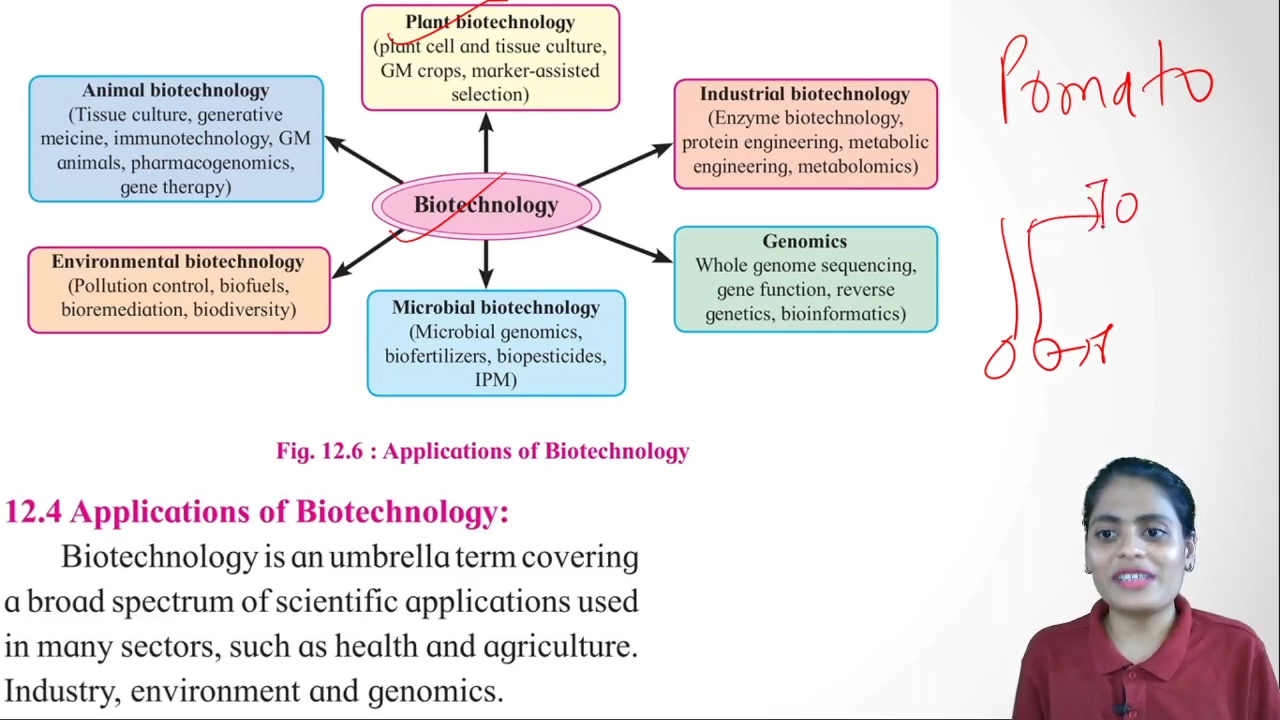 Plant biotechnology
(plant cell and tissue culture,
GM crops, marker-assisted
selection)
Animal biotechnology
(Tissue culture, generative
meicine, immunotechnology, GM
animals, pharmacogenomics,
gene therapy)
Industrial biotechnology
(Enzyme biotechnology,
protein engineering, metabolic
engineering, metabolomics)
Biotechnology
Environmental biotechnology
(Pollution control, biofuels,
bioremediation, biodiversity)
Genomics
Whole genome sequencing,
gene function, reverse
genetics, bioinformatics)
Microbial biotechnology
(Microbial genomics,
biofertilizers, biopesticides,
IPM)
Fig. 12.6 : Applications of Biotechnology
12.4 Applications of Biotechnology:
Biotechnology is an umbrella term covering
a broad spectrum of scientific applications used
in many sectors, such as health and agriculture.
Industry, environment and genomics.
Pomato